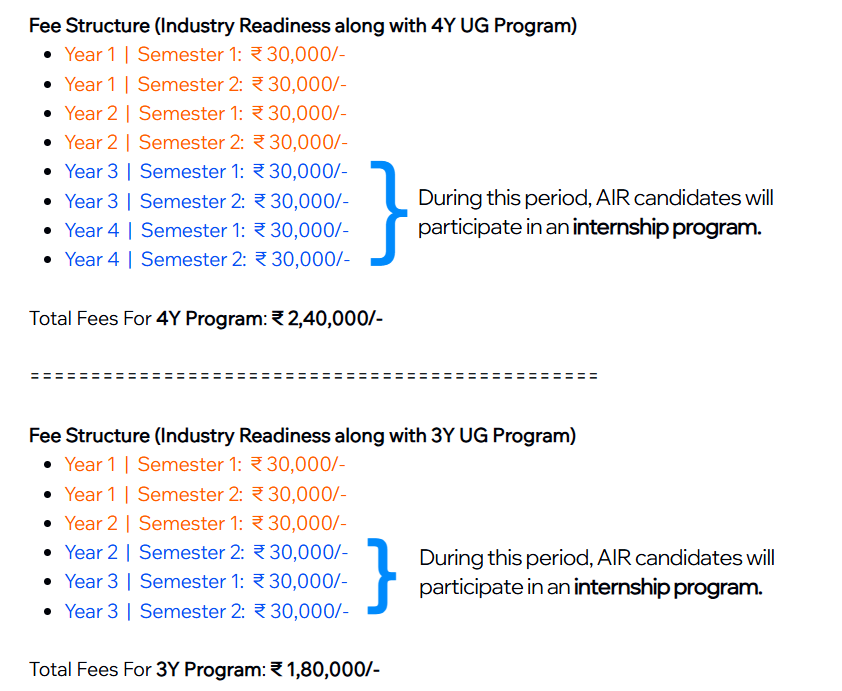 Fee Structure (Industry Readiness along with 4Y UG Program)
• Year 1 | Semester 1: ₹ 30,000/-
• Year 1 | Semester 2: ₹ 30,000/-
• Year 2 | Semester 1: ₹ 30,000/-
• Year 2 | Semester 2: ₹ 30,000/-
• Year 3 | Semester 1: ₹ 30,000/-
• Year 3 | Semester 2: ₹ 30,000/-
• Year 4 | Semester 1: ₹ 30,000/-
• Year 4 | Semester 2: ₹ 30,000/-
During this period, AIR candidates will
participate in an internship program.
Total Fees For 4Y Program: ₹ 2,40,000/-
===============================================
Fee Structure (Industry Readiness along with 3Y UG Program)
• Year 1 | Semester 1: ₹ 30,000/-
• Year 1 | Semester 2: ₹ 30,000/-
• Year 2 | Semester 1: ₹ 30,000/-
• Year 2 | Semester 2: ₹ 30,000/-
• Year 3 | Semester 1: ₹ 30,000/-
• Year 3 | Semester 2: ₹ 30,000/-
During this period, AIR candidates will
participate in an internship program.
Total Fees For 3Y Program: ₹ 1,80,000/-